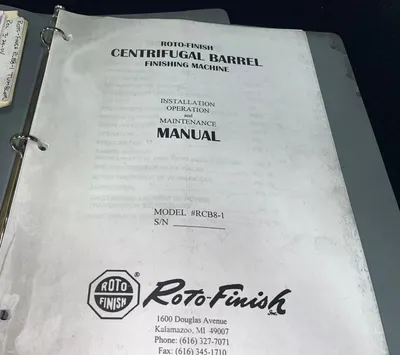 ROTO-FINISH
CENTRIFUGAL BARREL
FINISHING MACHINE
INSTALLATION
OPERATION
and
MAINTENANCE
MANUAL
MODEL #RCB8-1
S/N
ROTO
FINISH
®
Roto-Finish
1600 Douglas Avenue
Kalamazoo, MI 49007
Phone: (616) 327-7071
Fax: (616) 345-1710